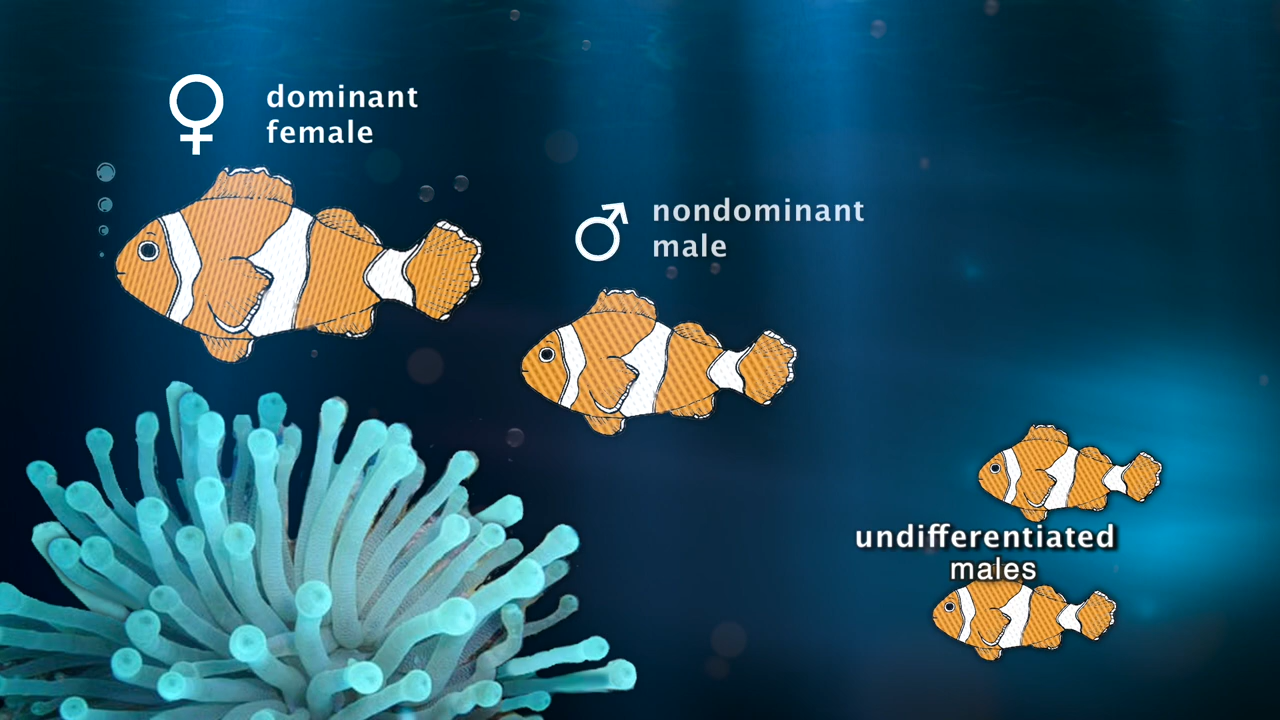 dominant
female
nondominant
male
undifferentiated
males